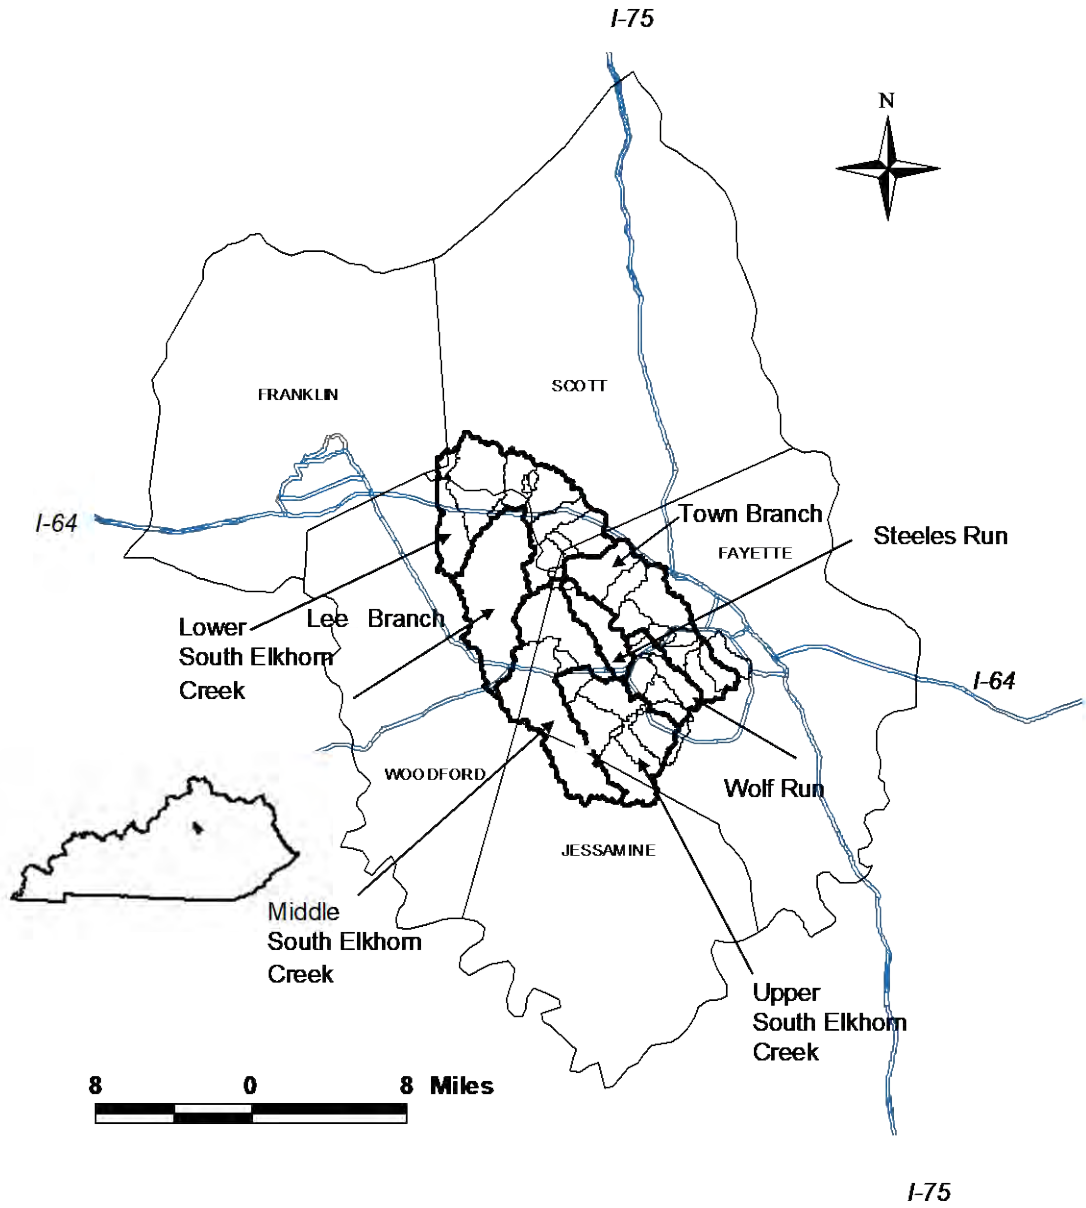 I-75
N
SCOTT
FRANKLIN
I-64
Town Branch
Steeles Run
FAYETTE
Lee Branch
Lower
South Elkhorn
Creek
I-64
WOODFORD
Wolf Run
JESSAMINE
Middle
South Elkhorn
Creek
Upper
South Elkhorn
Creek
8 0 8 Miles
I-75